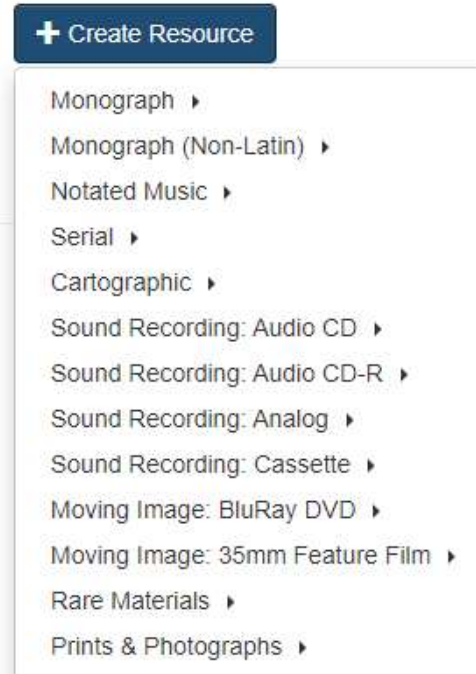 Create Resource
Monograph
Monograph (Non-Latin)
Notated Music
Serial
Cartographic
Sound Recording: Audio CD
Sound Recording: Audio CD-R
Sound Recording: Analog
Sound Recording: Cassette
Moving Image: BluRay DVD
Moving Image: 35mm Feature Film
Rare Materials
Prints & Photographs